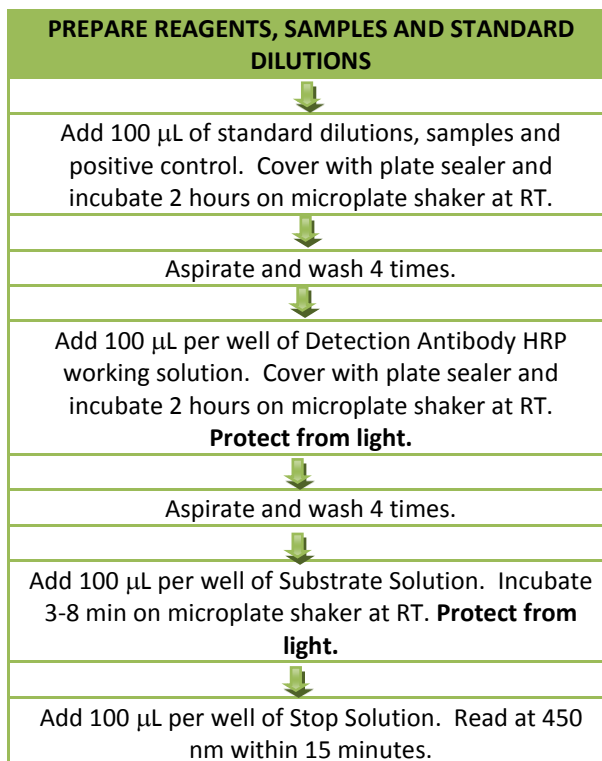 PREPARE REAGENTS, SAMPLES AND STANDARD
DILUTIONS
Add 100 μL of standard dilutions, samples and
positive control.  Cover with plate sealer and
incubate 2 hours on microplate shaker at RT.
Aspirate and wash 4 times.
Add 100 μL per well of Detection Antibody HRP
working solution.  Cover with plate sealer and
incubate 2 hours on microplate shaker at RT.
Protect from light.
Aspirate and wash 4 times.
Add 100 μL per well of Substrate Solution.  Incubate
3-8 min on microplate shaker at RT. Protect from
light.
Add 100 μL per well of Stop Solution.  Read at 450
nm within 15 minutes.